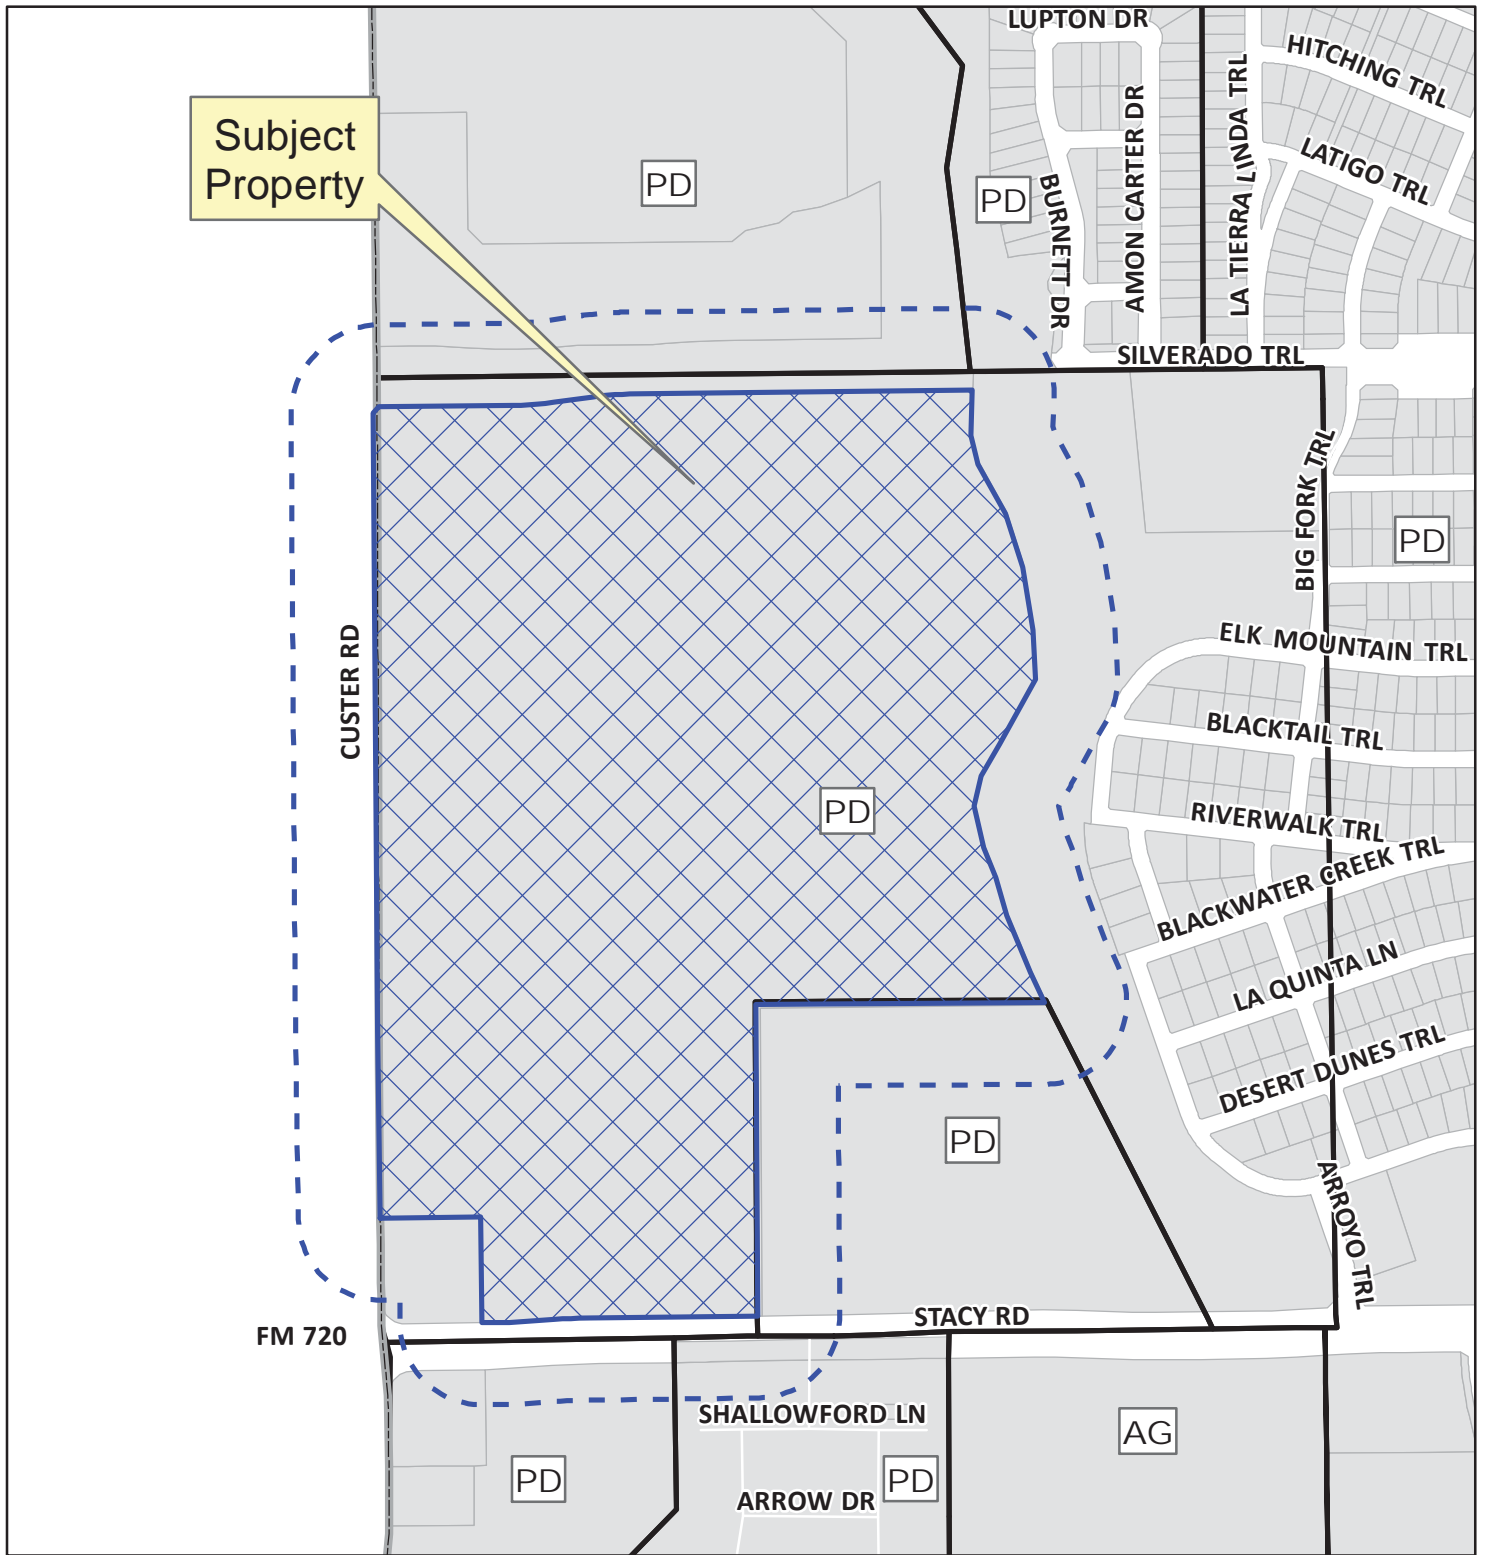 LUPTON DR
HITCHING TRL
LA TIERRA LINDA TRL
AMON CARTER DR
Subject
Property
LATIGO TRL
PD
PD
BURNETT DR
SILVERADO TRL
BIG FORK TRL
PD
CUSTER RD
ELK MOUNTAIN TRL
BLACKTAIL TRL
PD
RIVERWALK TRL
BLACKWATER CREEK TRL
LA QUINTA LN
DESERT DUNES TRL
PD
ARROYO TRL
STACY RD
FM 720
SHALLOWFORD LN
AG
PD
PD
ARROW DR